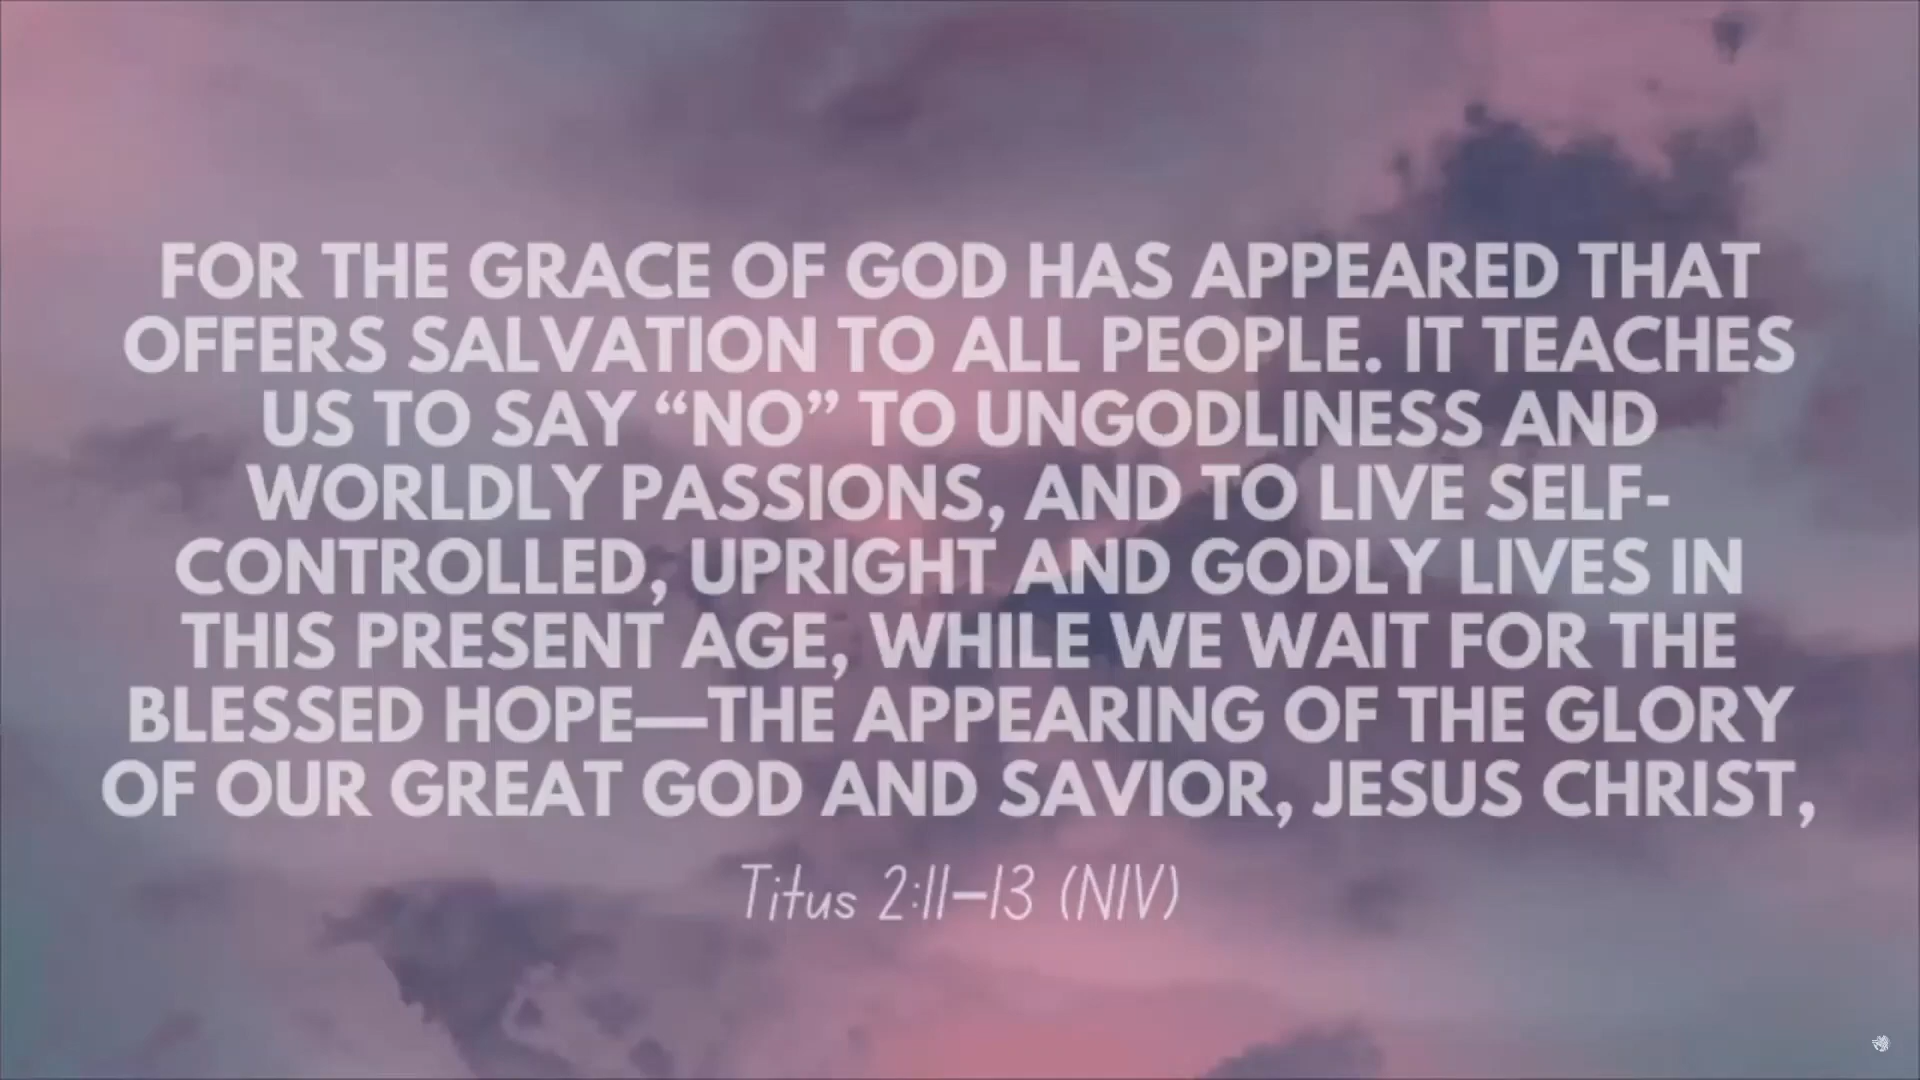 FOR THE GRACE OF GOD HAS APPEARED THAT
OFFERS SALVATION TO ALL PEOPLE. IT TEACHES
US TO SAY “NO” TO UNGODLINESS AND
WORLDLY PASSIONS, AND TO LIVE SELF-
CONTROLLED, UPRIGHT AND GODLY LIVES IN
THIS PRESENT AGE, WHILE WE WAIT FOR THE
BLESSED HOPE—THE APPEARING OF THE GLORY
OF OUR GREAT GOD AND SAVIOR, JESUS CHRIST,
Titus 2:11–13 (NIV)